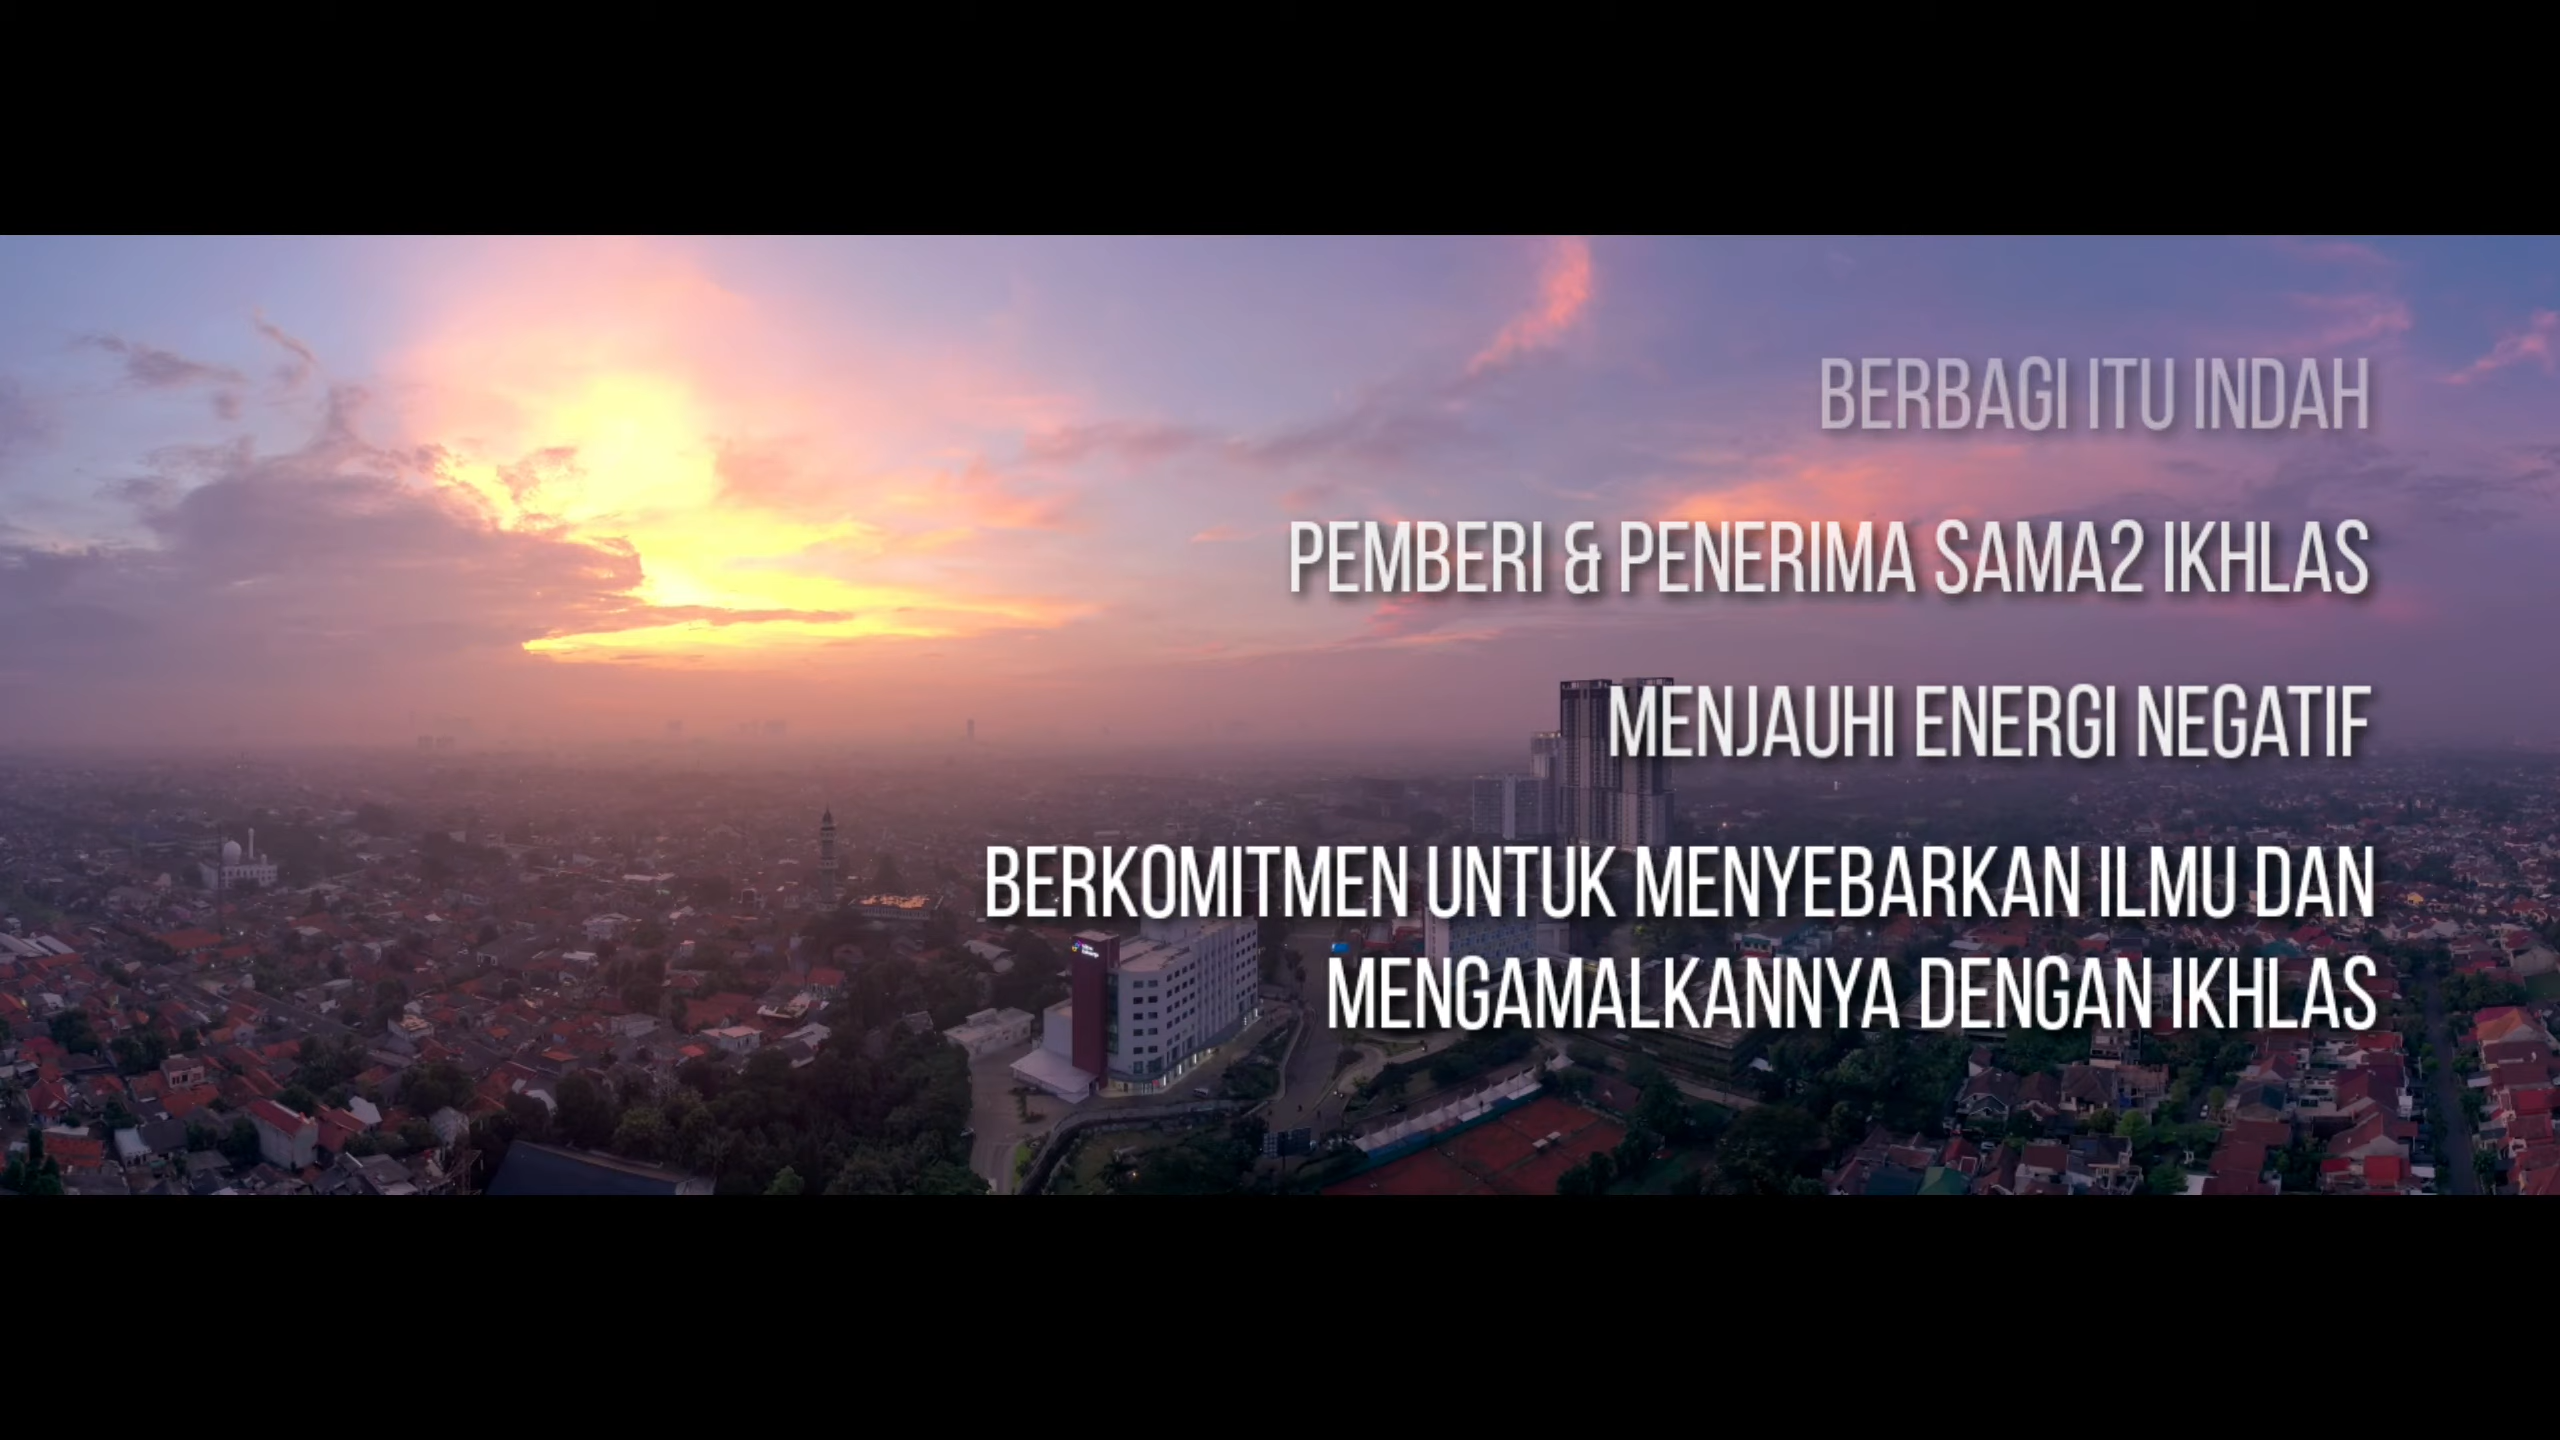 BERBAGI ITU INDAH
PEMBERI & PENERIMA SAMA2 IKHLAS
MENJAUHI ENERGI NEGATIF
BERKOMITMEN UNTUK MENYEBARKAN ILMU DAN
MENGAMALKANNYA DENGAN IKHLAS